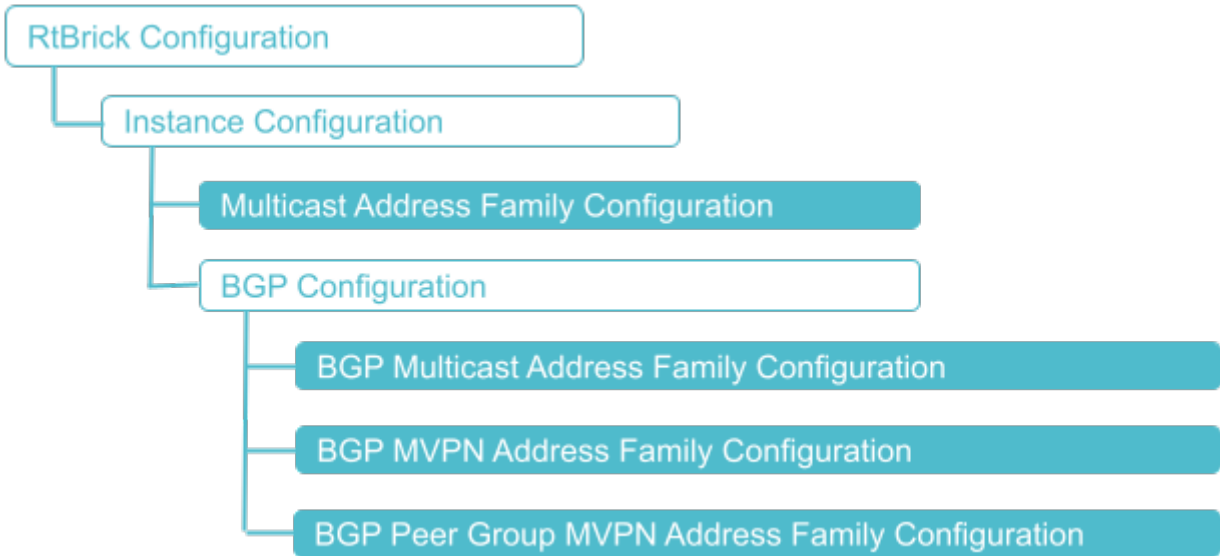 RtBrick Configuration
Instance Configuration
Multicast Address Family Configuration
BGP Configuration
BGP Multicast Address Family Configuration
BGP MVPN Address Family Configuration
BGP Peer Group MVPN Address Family Configuration